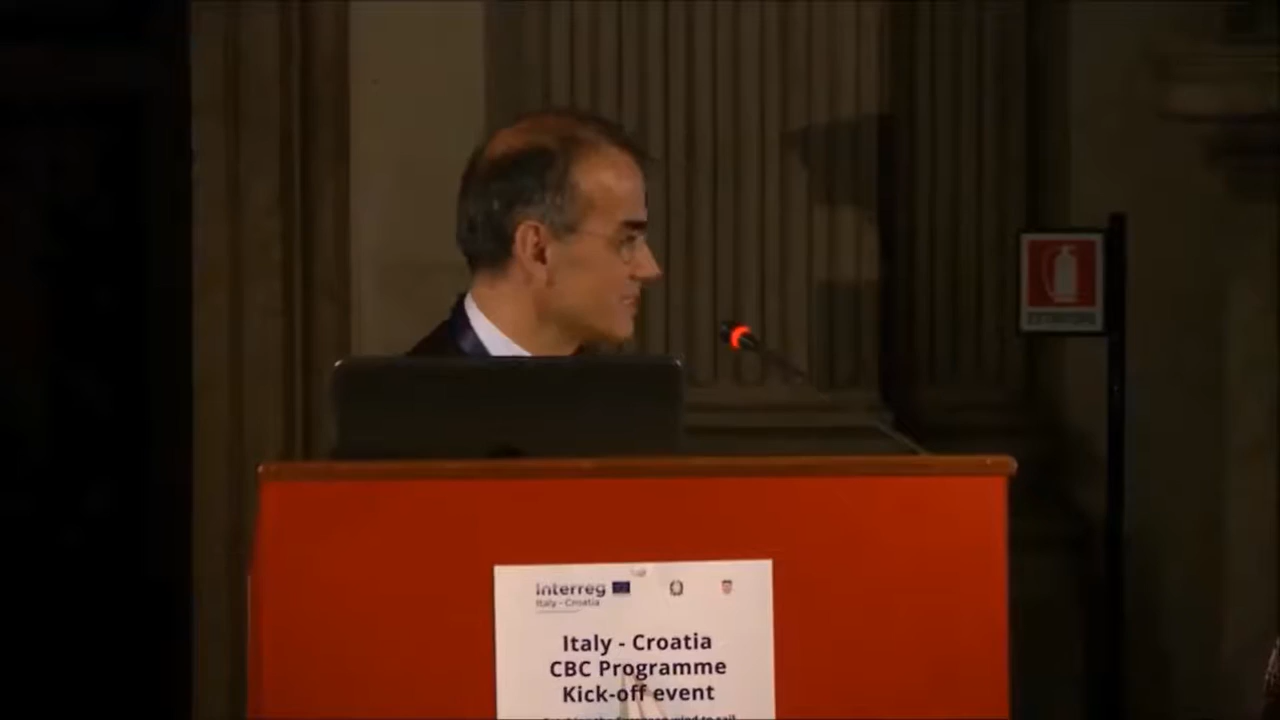 Interreg
Italy - Croatia
Italy - Croatia
CBC Programme
Kick-off event